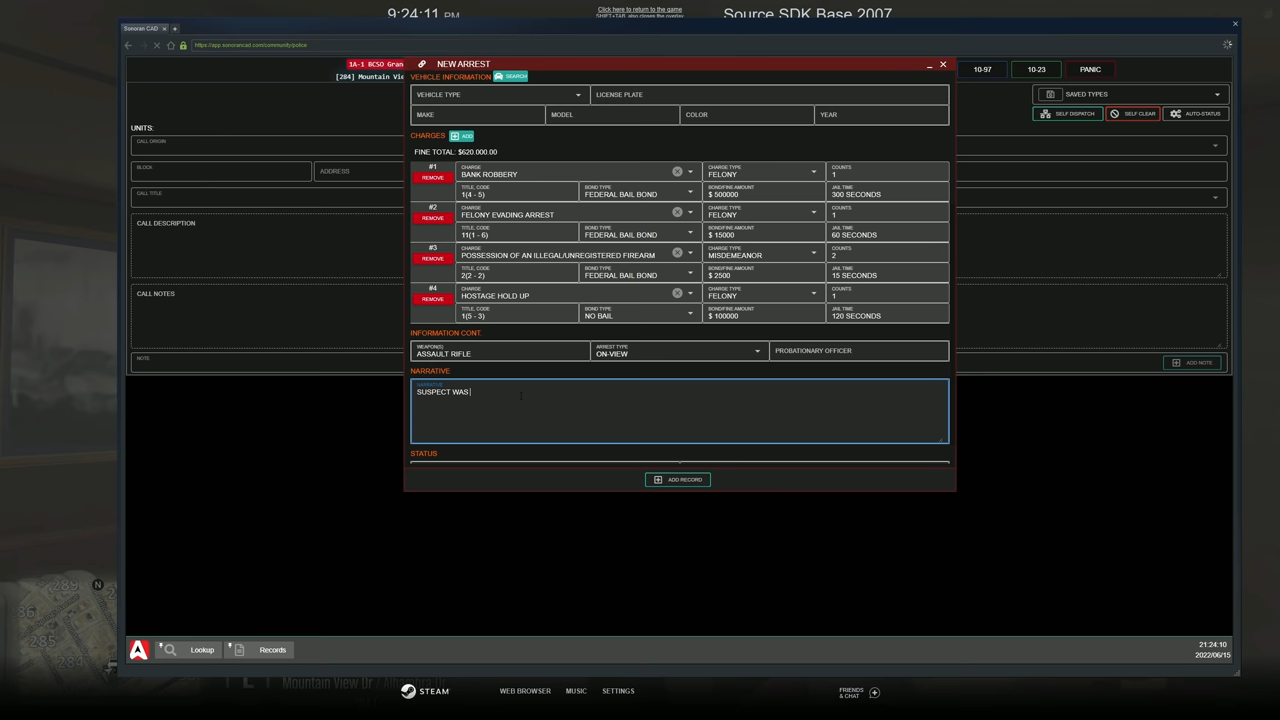 9:24:11 PM
Click here to return to the game
SHIFT+TAB also closes the overlay
Source SDK Base 2007
Sonoran CAD
https://app.sonorancad.com/community/police
1A-1 BCSO Gran
[284] Mountain Vie
10-97
10-23
PANIC
NEW ARREST
VEHICLE INFORMATION SEARCH
VEHICLE TYPE
LICENSE PLATE
MAKE
MODEL
COLOR
YEAR
SAVED TYPES
SELF DISPATCH
SELF CLEAR
AUTO-STATUS
UNITS:
CALL ORIGIN
BLOCK
ADDRESS
CALL TITLE
CALL DESCRIPTION
CALL NOTES
NOTE
ADD NOTE
CHARGES ADD
FINE TOTAL: $620.000.00
#1
REMOVE
CHARGE
BANK ROBBERY
CHARGE TYPE
FELONY
COUNTS
1
TITLE, CODE
1(4 - 5)
BOND TYPE
FEDERAL BAIL BOND
BOND/FINE AMOUNT
$ 500000
JAIL TIME
300 SECONDS
#2
REMOVE
CHARGE
FELONY EVADING ARREST
CHARGE TYPE
FELONY
COUNTS
1
TITLE, CODE
11(1 - 6)
BOND TYPE
FEDERAL BAIL BOND
BOND/FINE AMOUNT
$ 15000
JAIL TIME
60 SECONDS
#3
REMOVE
CHARGE
POSSESSION OF AN ILLEGAL/UNREGISTERED FIREARM
CHARGE TYPE
MISDEMEANOR
COUNTS
2
TITLE, CODE
2(2 - 2)
BOND TYPE
FEDERAL BAIL BOND
BOND/FINE AMOUNT
$ 2500
JAIL TIME
15 SECONDS
#4
REMOVE
CHARGE
HOSTAGE HOLD UP
CHARGE TYPE
FELONY
COUNTS
1
TITLE, CODE
1(5 - 3)
BOND TYPE
NO BAIL
BOND/FINE AMOUNT
$ 100000
JAIL TIME
120 SECONDS
INFORMATION CONT.
WEAPON(S)
ASSAULT RIFLE
ARREST TYPE
ON-VIEW
PROBATIONARY OFFICER
NARRATIVE
NARRATIVE
SUSPECT WAS
STATUS
ADD RECORD
289
N
285
284
Lookup
Records
21:24:10
2022/06/15
Mountain View Dr / Alhambra Dr
STEAM
WEB BROWSER
MUSIC
SETTINGS
FRIENDS
& CHAT